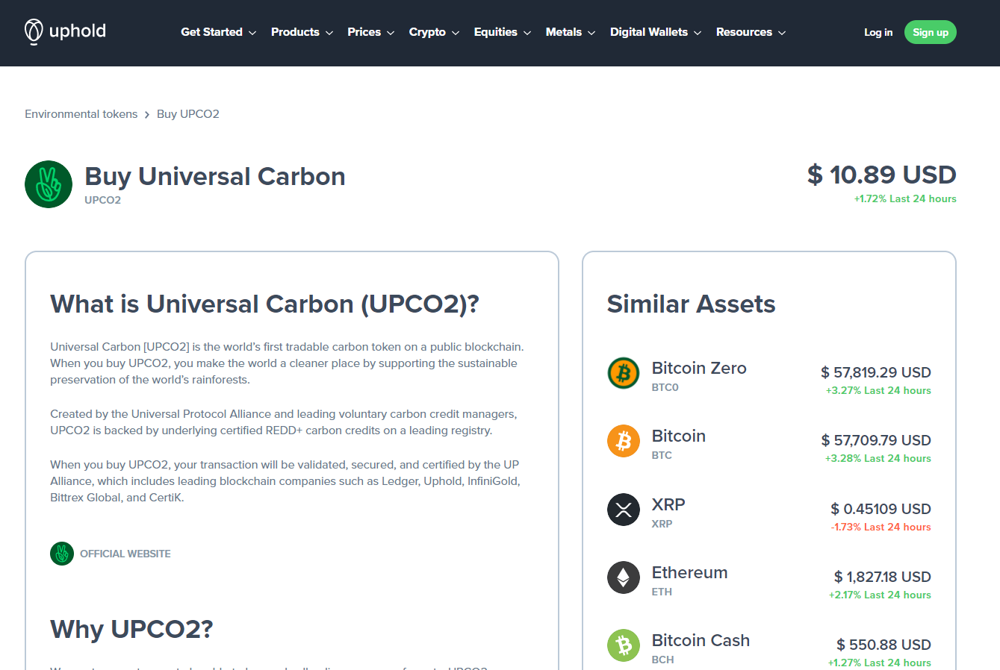 uphold
Get Started Products Prices Crypto Equities Metals Digital Wallets Resources Log in Sign up
Environmental tokens > Buy UPCO2
Buy Universal Carbon
UPCO2
$ 10.89 USD
+1.72% Last 24 hours
What is Universal Carbon (UPCO2)?
Universal Carbon [UPCO2] is the world’s first tradable carbon token on a public blockchain.
When you buy UPCO2, you make the world a cleaner place by supporting the sustainable
preservation of the world’s rainforests.
Created by the Universal Protocol Alliance and leading voluntary carbon credit managers,
UPCO2 is backed by underlying certified REDD+ carbon credits on a leading registry.
When you buy UPCO2, your transaction will be validated, secured, and certified by the UP
Alliance, which includes leading blockchain companies such as Ledger, Uphold, InfiniGold,
Bittrex Global, and CertiK.
OFFICIAL WEBSITE
Why UPCO2?
Similar Assets
Bitcoin Zero
BTC0
$ 57,819.29 USD
+3.27% Last 24 hours
Bitcoin
BTC
$ 57,709.79 USD
+3.28% Last 24 hours
XRP
XRP
$ 0.45109 USD
-1.73% Last 24 hours
Ethereum
ETH
$ 1,827.18 USD
+2.17% Last 24 hours
Bitcoin Cash
BCH
$ 550.88 USD
+1.27% Last 24 hours